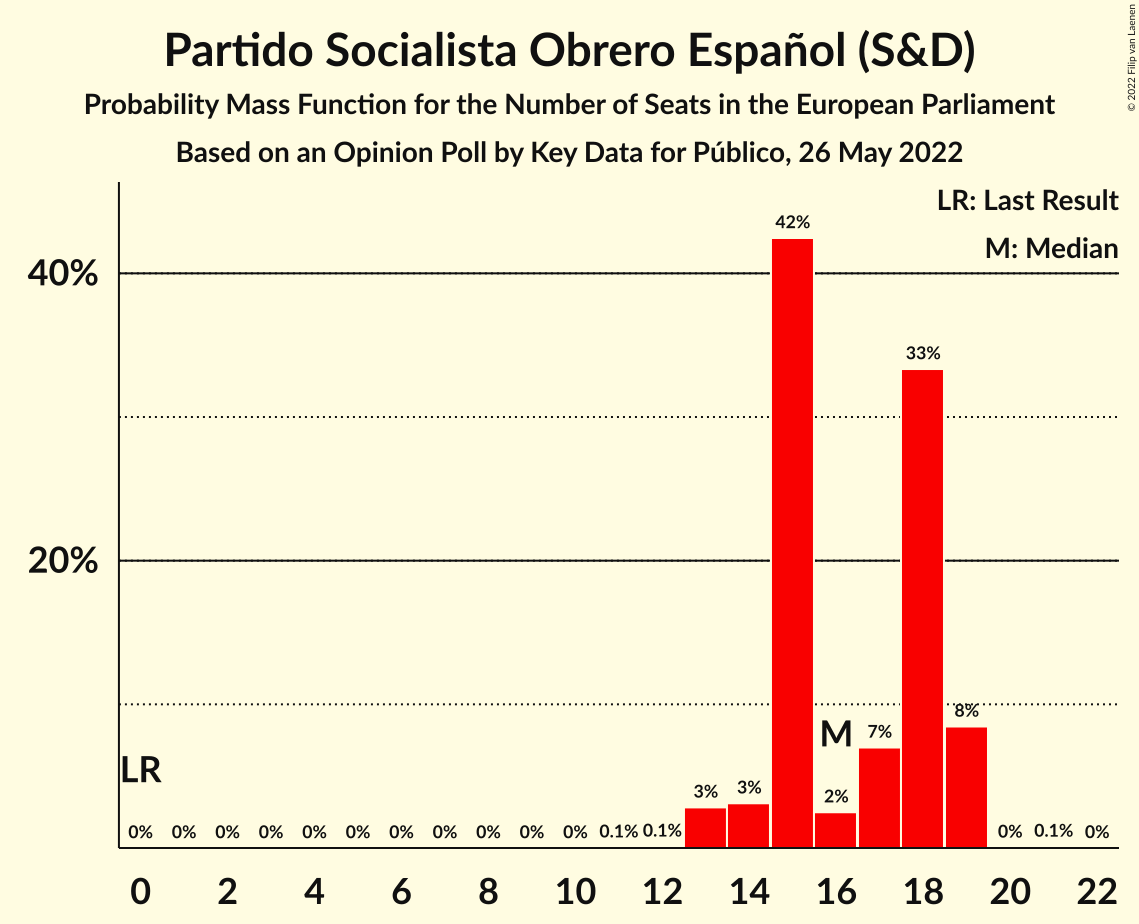 Partido Socialista Obrero Español (S&D)
Probability Mass Function for the Number of Seats in the European Parliament
Based on an Opinion Poll by Key Data for Público, 26 May 2022
© 2022 Filip van Laenen
LR: Last Result
M: Median
40%
20%
42%
33%
8%
7%
M
2%
3%
3%
LR
0% 0% 0% 0% 0% 0% 0% 0% 0% 0% 0% 0.1% 0.1% 0% 0.1% 0%
0 2 4 6 8 10 12 14 16 18 20 22